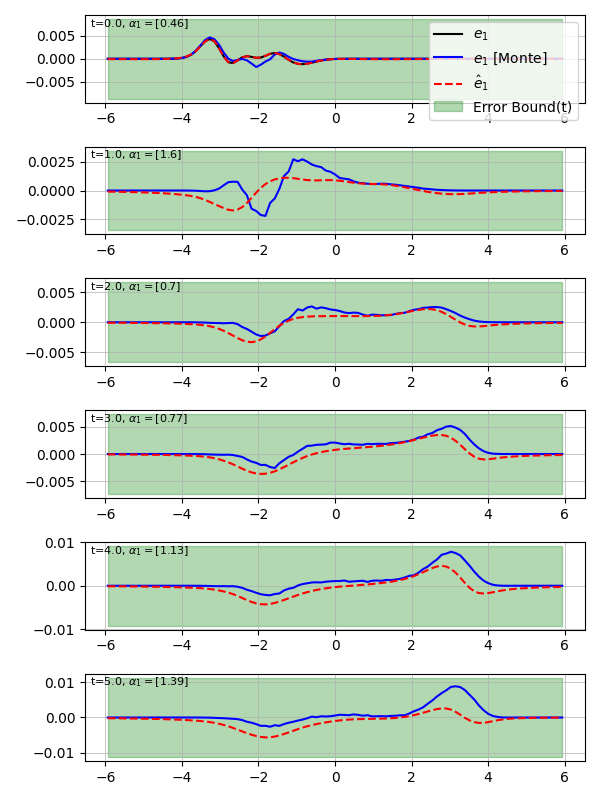 t=0.0, α₁ = [0.46]
e₁
e₁ [Monte]
ê₁
Error Bound(t)
0.005
0.000
−0.005
−6 −4 −2 0 2 4 6
t=1.0, α₁ = [1.6]
0.0025
0.0000
−0.0025
−6 −4 −2 0 2 4 6
t=2.0, α₁ = [0.7]
0.005
0.000
−0.005
−6 −4 −2 0 2 4 6
t=3.0, α₁ = [0.77]
0.005
0.000
−0.005
−6 −4 −2 0 2 4 6
t=4.0, α₁ = [1.13]
0.01
0.00
−0.01
−6 −4 −2 0 2 4 6
t=5.0, α₁ = [1.39]
0.01
0.00
−0.01
−6 −4 −2 0 2 4 6